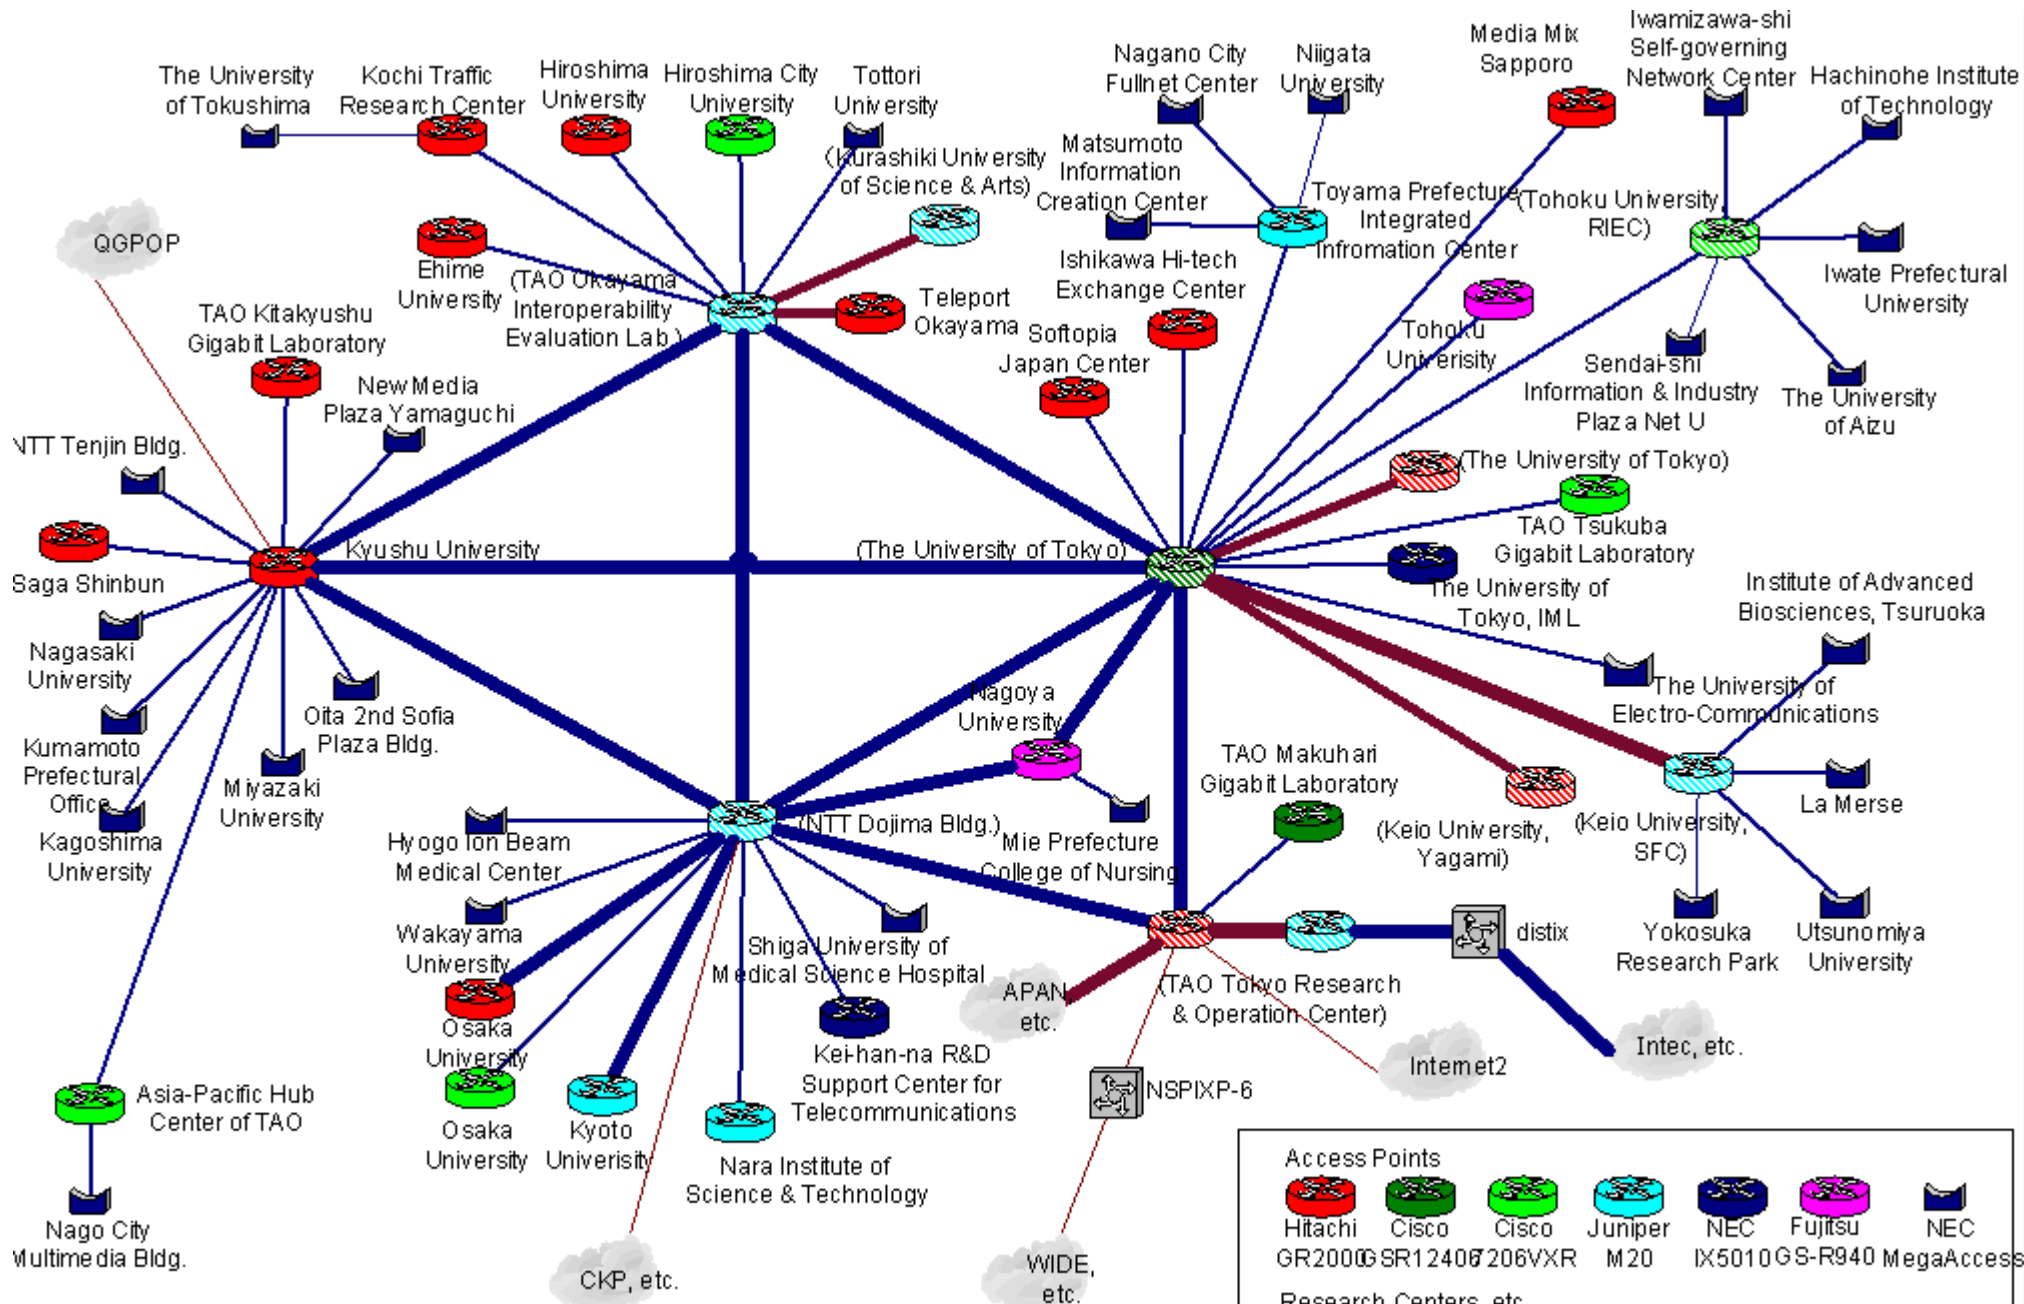 The University
of Tokushima
Kochi Traffic
Research Center
Hiroshima
University
Hiroshima City
University
Tottori
University
(Kurashiki University
of Science & Arts)
Nagano City
Fullnet Center
Niigata
University
Media Mix
Sapporo
Iwamizawa-shi
Self-governing
Network Center
Hachinohe Institute
of Technology
Matsumoto
Information
Creation Center
Toyama Prefecture
Integrated
Infromation Center
(Tohoku University
RIEC)
QGPOP
Ehime
University
(TAO Okayama
Interoperability
Evaluation Lab.)
Teleport
Okayama
Ishikawa Hi-tech
Exchange Center
Iwate Prefectural
University
TAO Kitakyushu
Gigabit Laboratory
Softopia
Japan Center
Tohoku
Univerisity
Sendai-shi
Information & Industry
Plaza Net U
The University
of Aizu
New Media
Plaza Yamaguchi
NTT Tenjin Bldg.
(The University of Tokyo)
TAO Tsukuba
Gigabit Laboratory
Saga Shinbun
Kyushu University
(The University of Tokyo)
The University of
Tokyo, IML
Institute of Advanced
Biosciences, Tsuruoka
Nagasaki
University
Oita 2nd Sofia
Plaza Bldg.
Nagoya
University
The University of
Electro-Communications
Kumamoto
Prefectural
Office
Miyazaki
University
Kagoshima
University
TAO Makuhari
Gigabit Laboratory
La Merse
Hyogo Ion Beam
Medical Center
(NTT Dojima Bldg.)
Mie Prefecture
College of Nursing
(Keio University,
Yagami)
(Keio University,
SFC)
Wakayama
University
Shiga University of
Medical Science Hospital
distix
Yokosuka
Research Park
Utsunomiya
University
APAN,
etc.
(TAO Tokyo Research
& Operation Center)
Osaka
University
Kei-han-na R&D
Support Center for
Telecommunications
Internet2
Intec, etc.
NSPIXP-6
Asia-Pacific Hub
Center of TAO
Osaka
University
Kyoto
Univerisity
Nara Institute of
Science & Technology
Nago City
Multimedia Bldg.
CKP, etc.
WIDE,
etc.
Access Points
Hitachi
GR2000
Cisco
GSR12406
Cisco
7206VXR
Juniper
M20
NEC
IX5010
Fujitsu
GS-R940
NEC
MegaAccess
Research Centers, etc